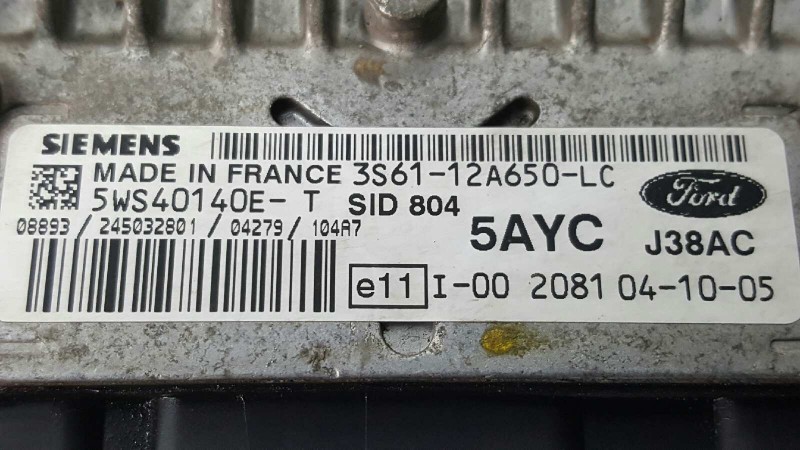 SIEMENS
MADE IN FRANCE 3S61-12A650-LC
5WS40140E- T SID 804
Ford
08893 / 245032801 / 04279 / 104A7
5AYC J38AC
e11 I-00 2081 04-10-05